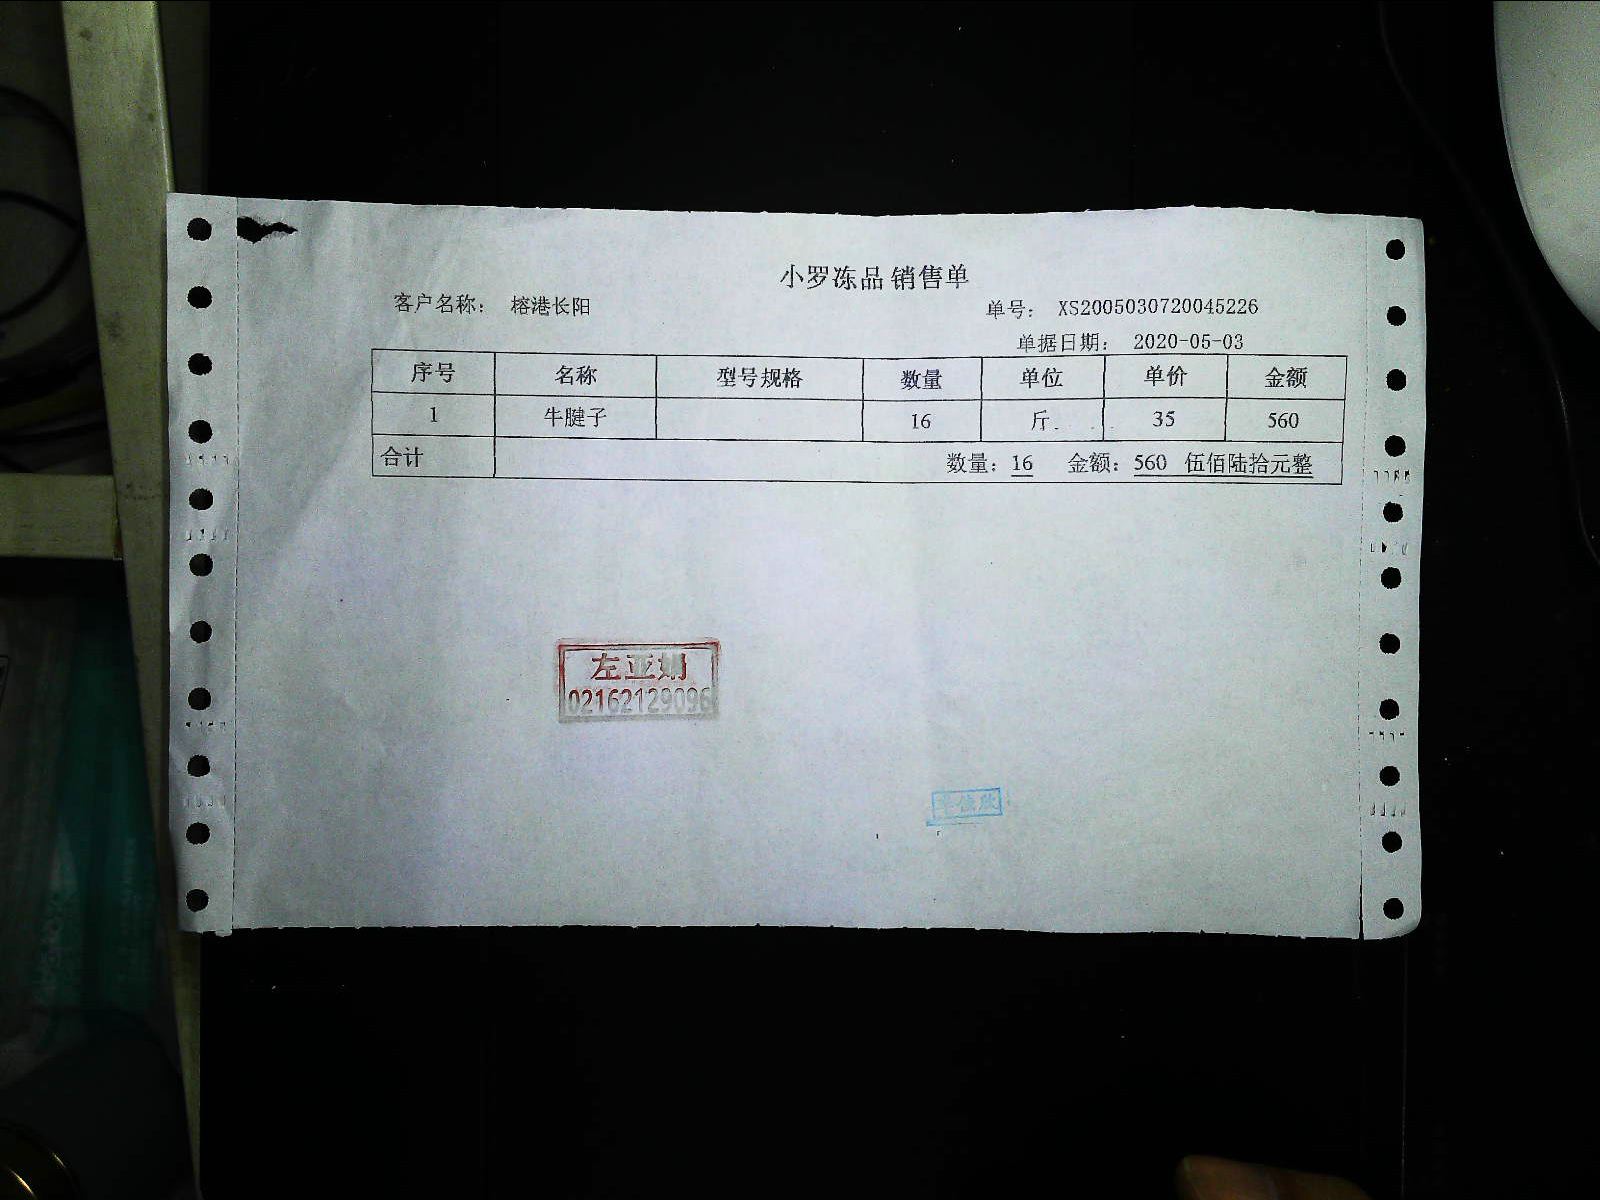 小罗冻品 销售单
客户名称： 榕港长阳 单号： XS2005030720045226
单据日期： 2020-05-03
序号 名称 型号规格 数量 单位 单价 金额
1 牛腱子 16 斤 35 560
合计 数量：16 金额：560 伍佰陆拾元整
左亚娟
02162129096